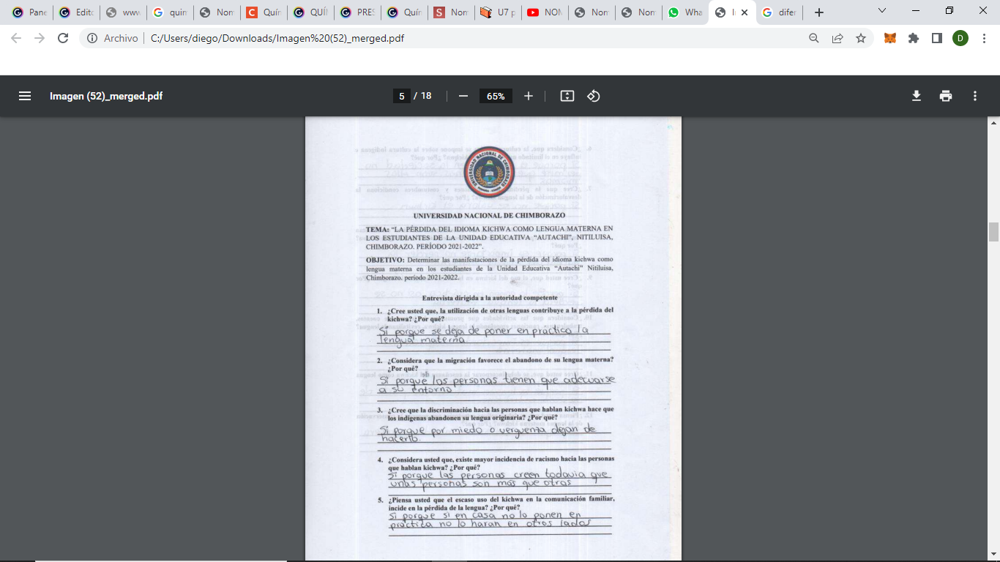 Pane
Edito
www
quim
Nom
Quín
QUÍN
PRES
Quím
Nom
U7 p
NOM
Nom
Nom
Wha
I
difer
Archivo
C:/Users/diego/Downloads/Imagen%20(52)_merged.pdf
D
Imagen (52)_merged.pdf
5 / 18
65%
UNIVERSIDAD NACIONAL DE CHIMBORAZO
UNIVERSIDAD NACIONAL DE CHIMBORAZO
TEMA: “LA PÉRDIDA DEL IDIOMA KICHWA COMO LENGUA MATERNA EN
LOS ESTUDIANTES DE LA UNIDAD EDUCATIVA “AUTACHI”, NITILUISA,
CHIMBORAZO. PERÍODO 2021-2022”.
OBJETIVO: Determinar las manifestaciones de la pérdida del idioma kichwa como
lengua materna en los estudiantes de la Unidad Educativa “Autachi” Nitiluisa,
Chimborazo. periodo 2021-2022.
Entrevista dirigida a la autoridad competente
1. ¿Cree usted que, la utilización de otras lenguas contribuye a la pérdida del
kichwa? ¿Por qué?
Si porque se deja de poner en practica la
lengua materna
2. ¿Considera que la migración favorece el abandono de su lengua materna?
¿Por qué?
Si porque las personas tienen que adecuarse
a su entorno
3. ¿Cree que la discriminación hacia las personas que hablan kichwa hace que
los indígenas abandonen su lengua originaria? ¿Por qué?
Si porque por miedo o verguenza dejan de
hacerlo.
4. ¿Considera usted que, existe mayor incidencia de racismo hacia las personas
que hablan kichwa? ¿Por qué?
Si porque las personas creen todavia que
unas personas son más que otras
5. ¿Piensa usted que el escaso uso del kichwa en la comunicación familiar,
incide en la pérdida de la lengua? ¿Por qué?
Si porque si en casa no lo ponen en
practica no lo haran en otros lados